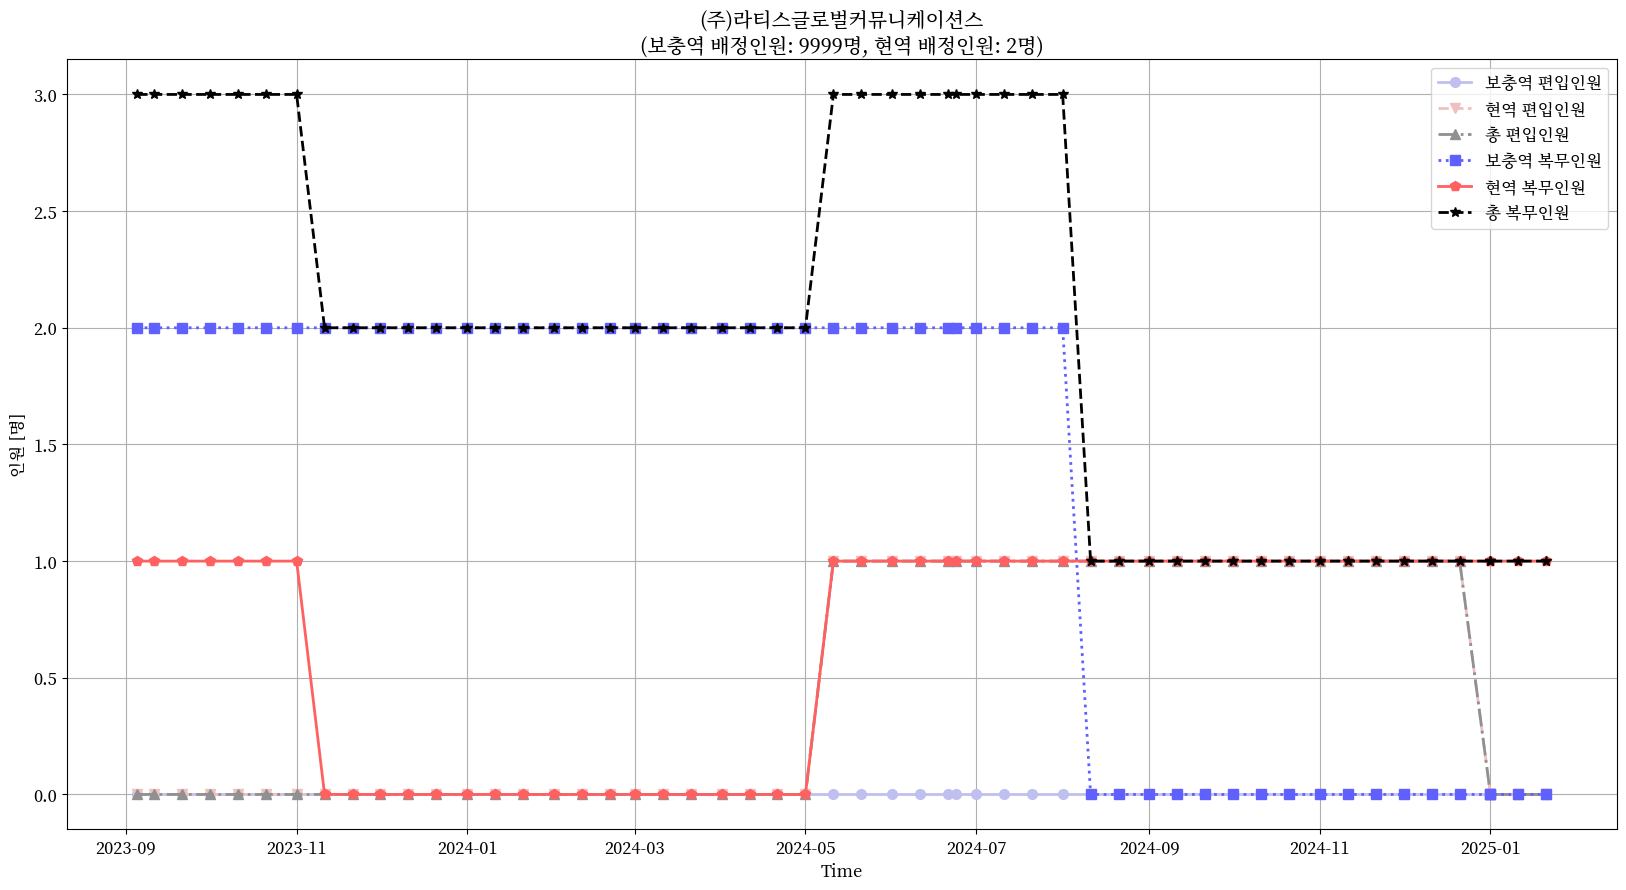 (주)라티스글로벌커뮤니케이션스
(보충역 배정인원: 9999명, 현역 배정인원: 2명)
보충역 편입인원
현역 편입인원
총 편입인원
보충역 복무인원
현역 복무인원
총 복무인원
인원 [명]
3.0
2.5
2.0
1.5
1.0
0.5
0.0
2023-09
2023-11
2024-01
2024-03
2024-05
2024-07
2024-09
2024-11
2025-01
Time